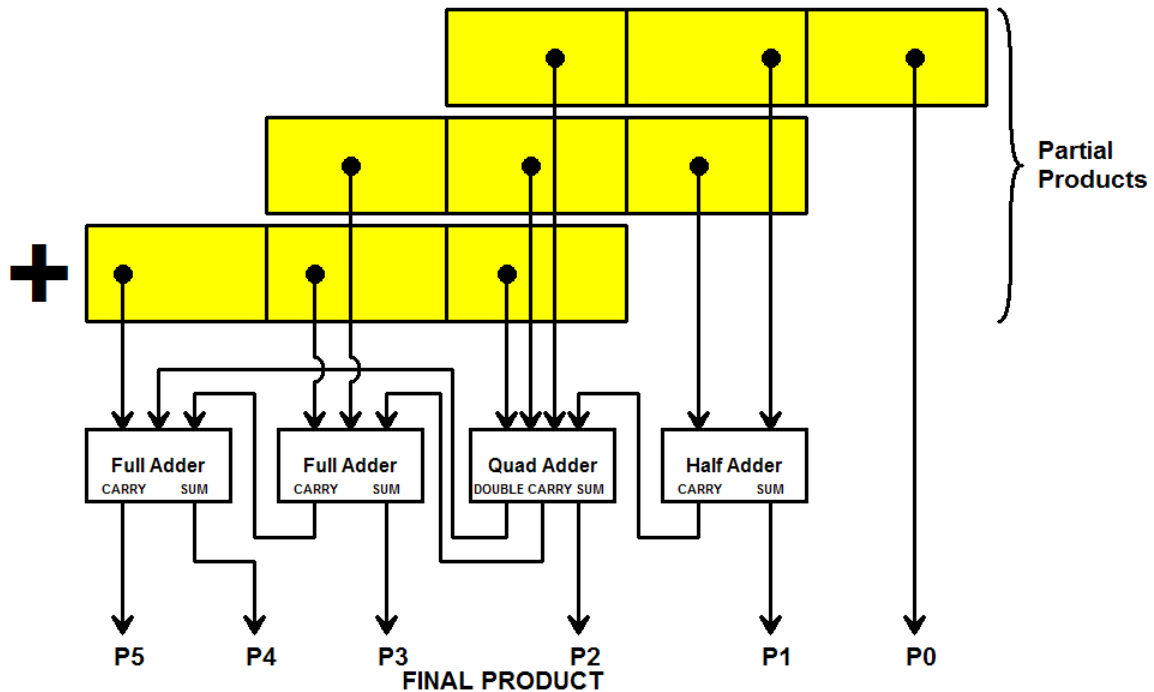 Partial
Products
+
Full Adder Full Adder Quad Adder Half Adder
CARRY SUM CARRY SUM DOUBLE CARRY SUM CARRY SUM
P5 P4 P3 P2 P1 P0
FINAL PRODUCT